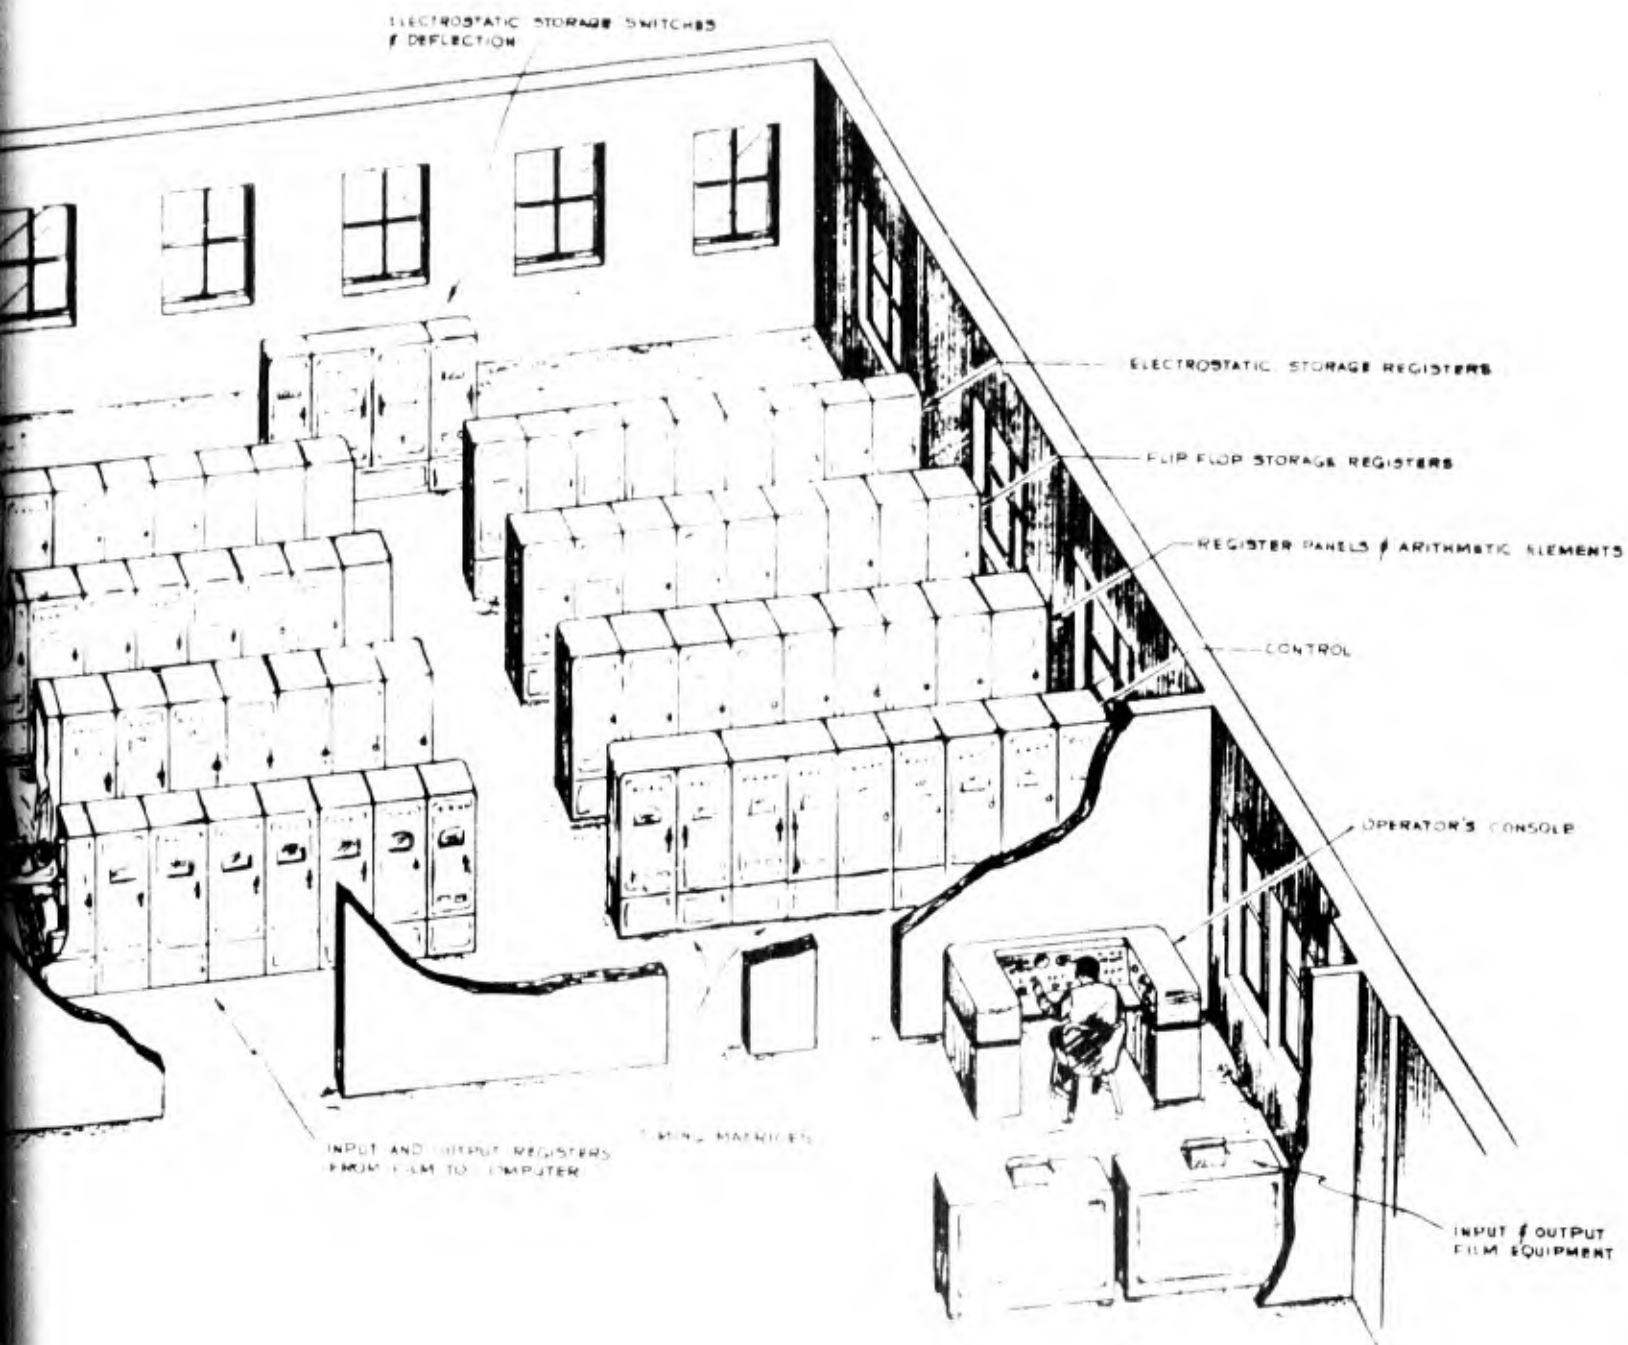 ELECTROSTATIC STORAGE SWITCHES
& DEFLECTION
ELECTROSTATIC STORAGE REGISTERS
FLIP FLOP STORAGE REGISTERS
REGISTER PANELS & ARITHMETIC ELEMENTS
CONTROL
OPERATOR'S CONSOLE
TIMING MATRICES
INPUT AND OUTPUT REGISTERS
FROM FILM TO COMPUTER
INPUT & OUTPUT
FILM EQUIPMENT